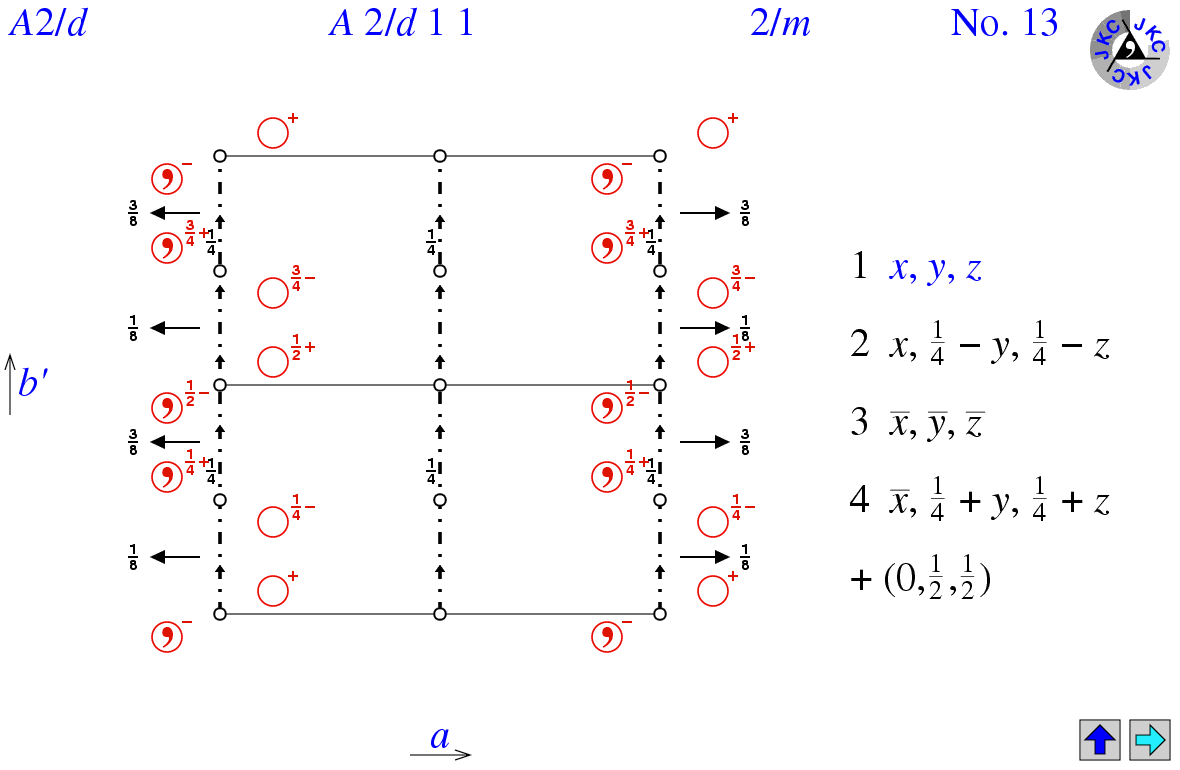 A2/d A 2/d 1 1 2/m No. 13
JKC JKC JKC
+ +
− −
3/8 3/4+ 1/4 1/4 3/4+ 1/4 3/8
3/4− 3/4−
1/8 1/8
1/2+ 1/2+
b′
1/2− 1/2−
3/8 3/8
1/4+ 1/4 1/4 1/4+ 1/4
1/4− 1/4−
1/8 1/8
+ +
− −
a
1 x, y, z
2 x, 1/4 − y, 1/4 − z
3 x̅, y̅, z̅
4 x̅, 1/4 + y, 1/4 + z
+ (0,1/2,1/2)